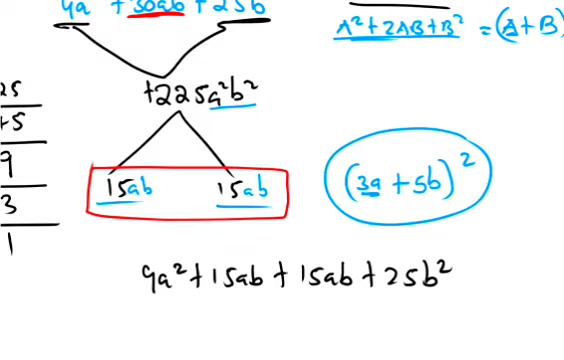 9a² + 30ab + 25b
A²+2AB+B² = (A+B)
25
+5
9
3
1
+225a²b²
15ab 15ab
(3a + 5b)²
9a² + 15ab + 15ab + 25b²